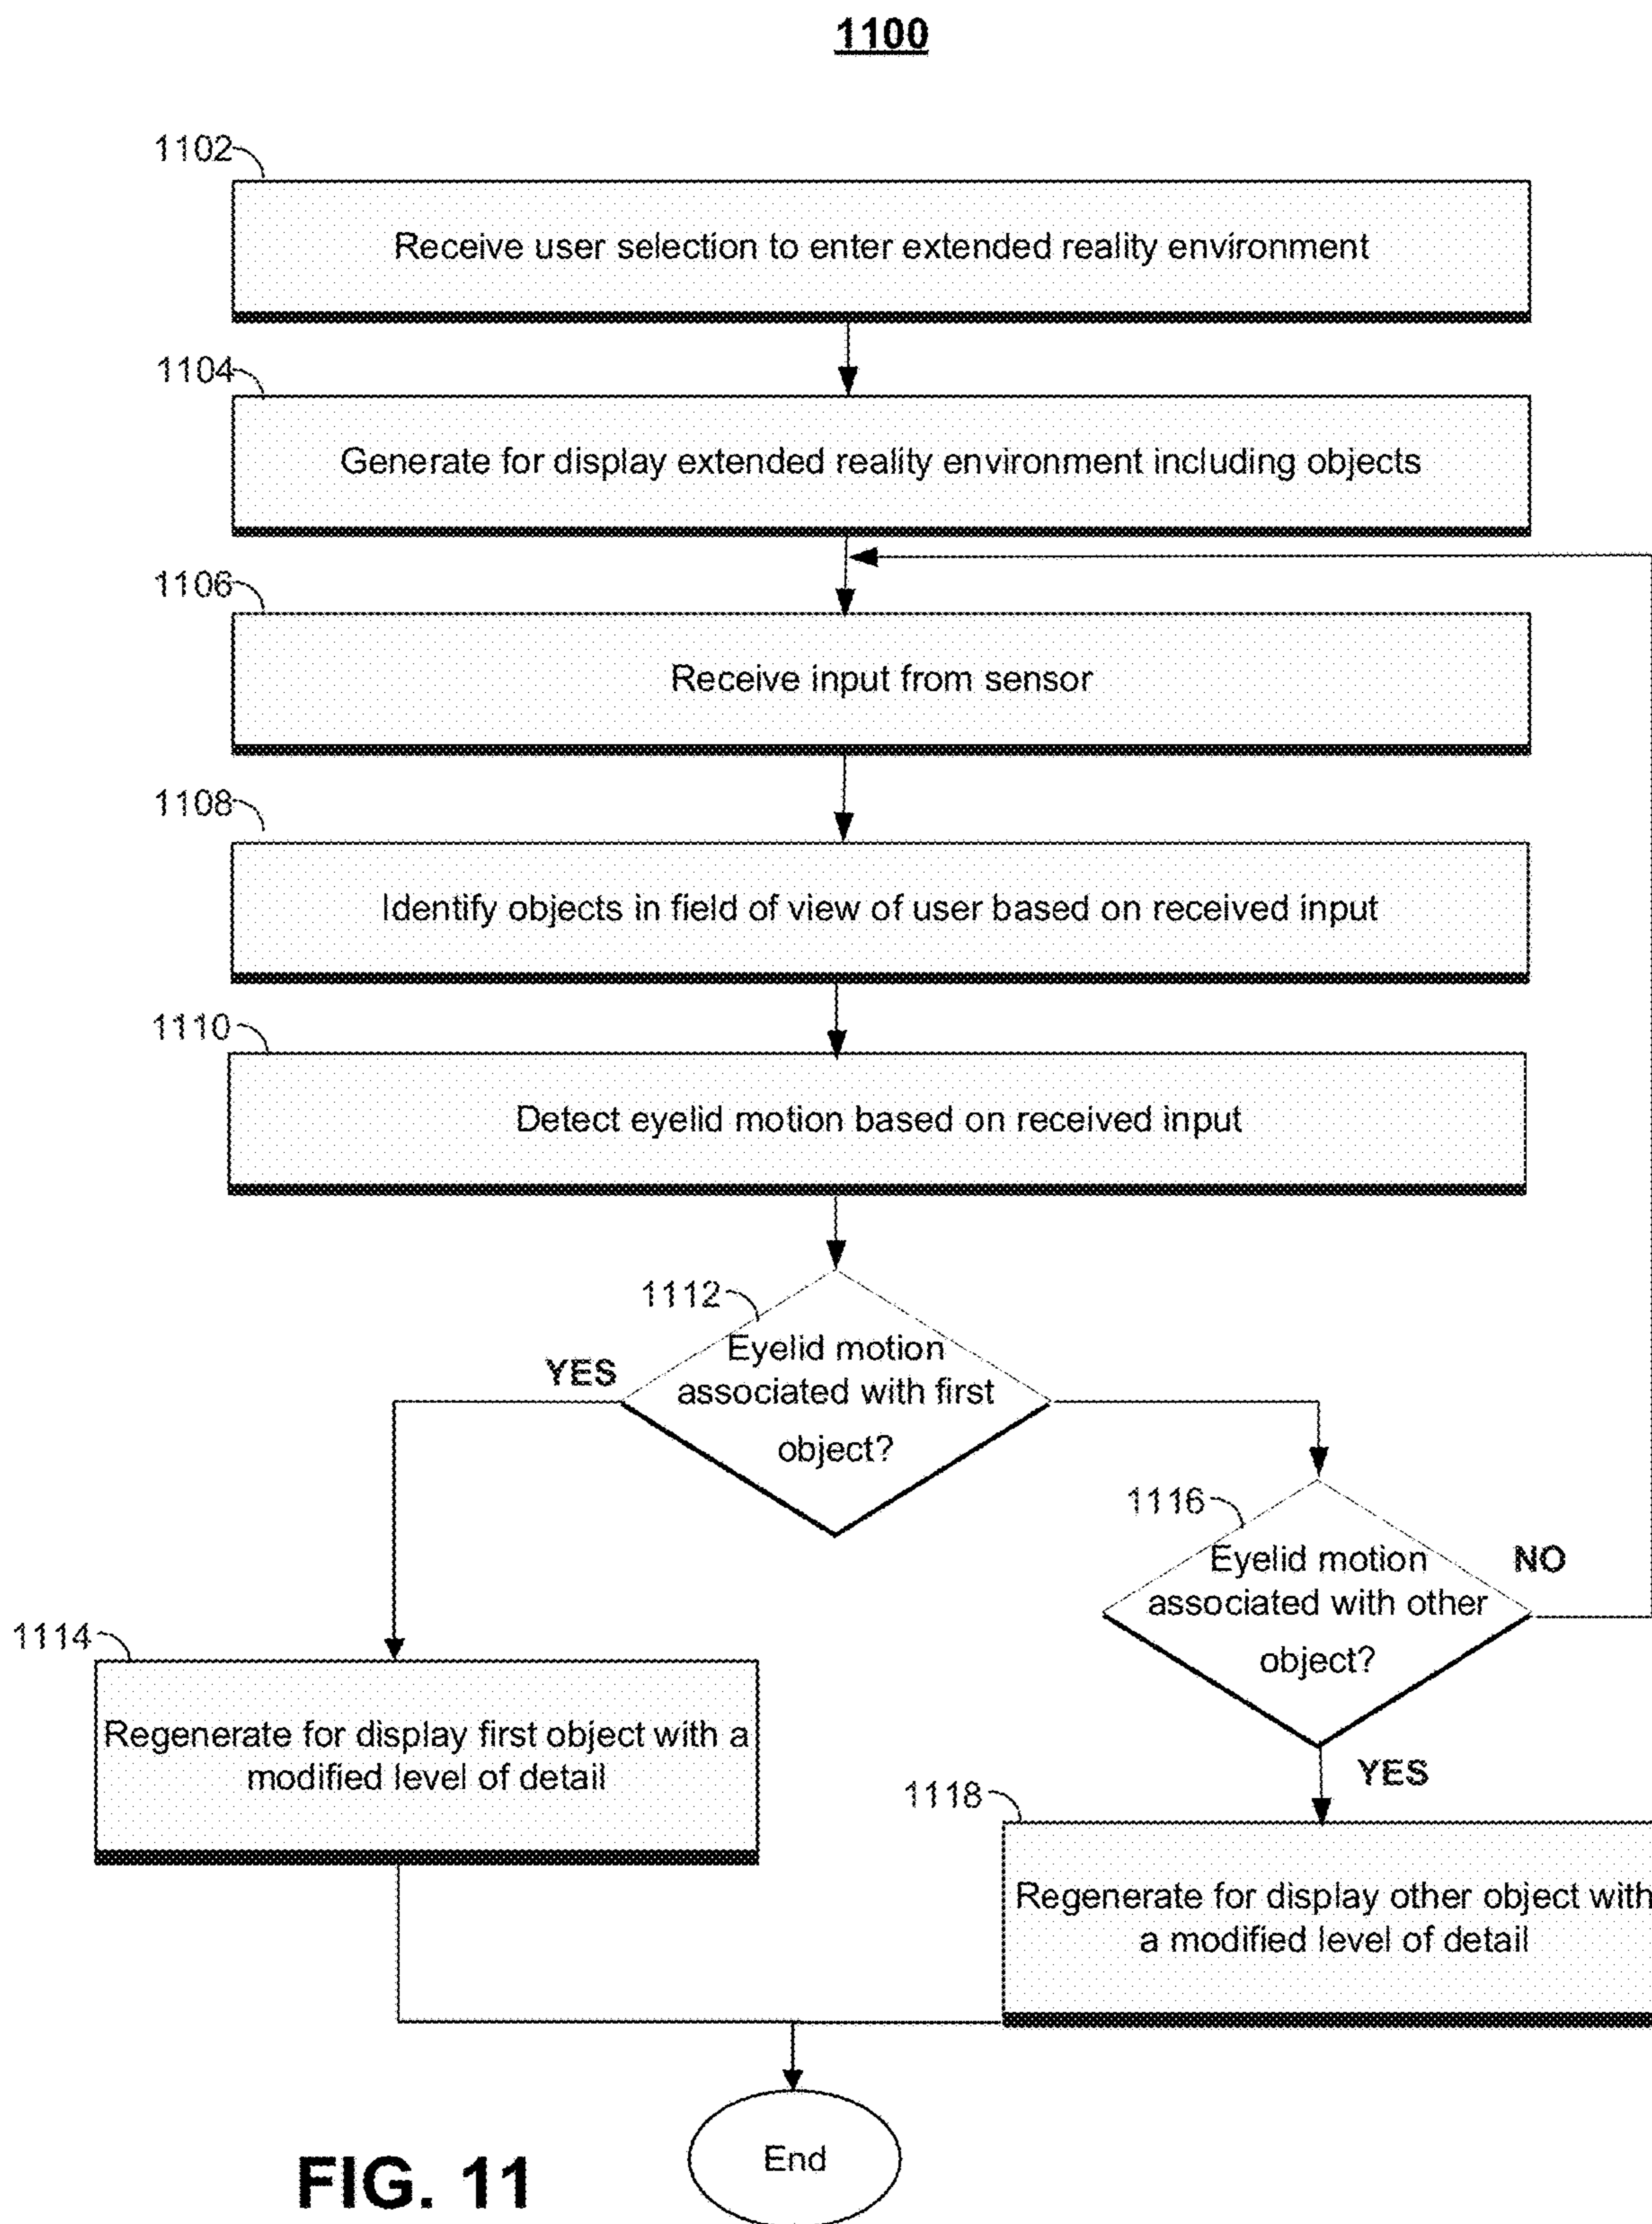 1100
1102
Receive user selection to enter extended reality environment
1104
Generate for display extended reality environment including objects
1106
Receive input from sensor
1108
Identify objects in field of view of user based on received input
1110
Detect eyelid motion based on received input
1112
Eyelid motion
associated with first
object?
YES
1116
Eyelid motion
associated with other
object?
NO
1114
Regenerate for display first object with a
modified level of detail
YES
1118
Regenerate for display other object with
a modified level of detail
End
FIG. 11